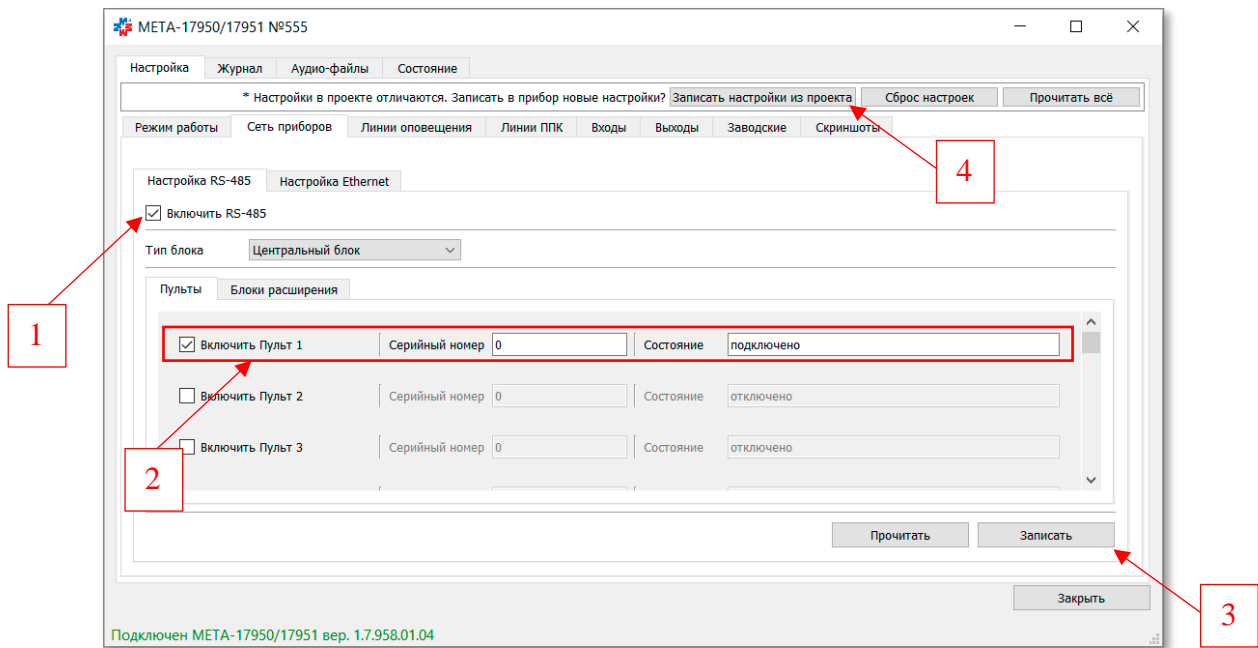 META-17950/17951 №555
Настройка Журнал Аудио-файлы Состояние
* Настройки в проекте отличаются. Записать в прибор новые настройки? Записать настройки из проекта Сброс настроек Прочитать всё
Режим работы Сеть приборов Линии оповещения Линии ППК Входы Выходы Заводские Скриншоты
4
Настройка RS-485 Настройка Ethernet
Включить RS-485
Тип блока Центральный блок
Пульты Блоки расширения
1
Включить Пульт 1 Серийный номер 0 Состояние подключено
Включить Пульт 2 Серийный номер 0 Состояние отключено
Включить Пульт 3 Серийный номер 0 Состояние отключено
2
Прочитать Записать
Закрыть
3
Подключен META-17950/17951 вер. 1.7.958.01.04